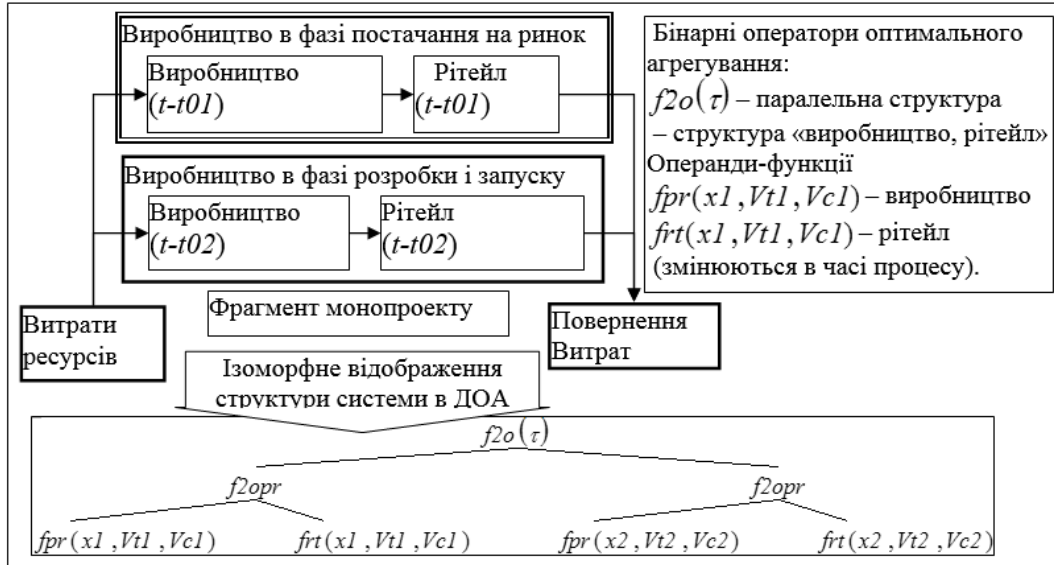 Виробництво в фазі постачання на ринок
Виробництво
(t-t01)
Рітейл
(t-t01)
Виробництво в фазі розробки і запуску
Виробництво
(t-t02)
Рітейл
(t-t02)
Витрати
ресурсів
Фрагмент монопроекту
Повернення
Витрат
Бінарні оператори оптимального
агрегування:
f2o(τ) – паралельна структура
– структура «виробництво, рітейл»
Операнди-функції
fpr(x1,Vt1,Vc1) – виробництво
frt(x1,Vt1,Vc1) – рітейл
(змінюються в часі процесу).
Ізоморфне відображення
структури системи в ДОА
f2o(τ)
f2opr f2opr
fpr(x1,Vt1,Vc1) frt(x1,Vt1,Vc1) fpr(x2,Vt2,Vc2) frt(x2,Vt2,Vc2)